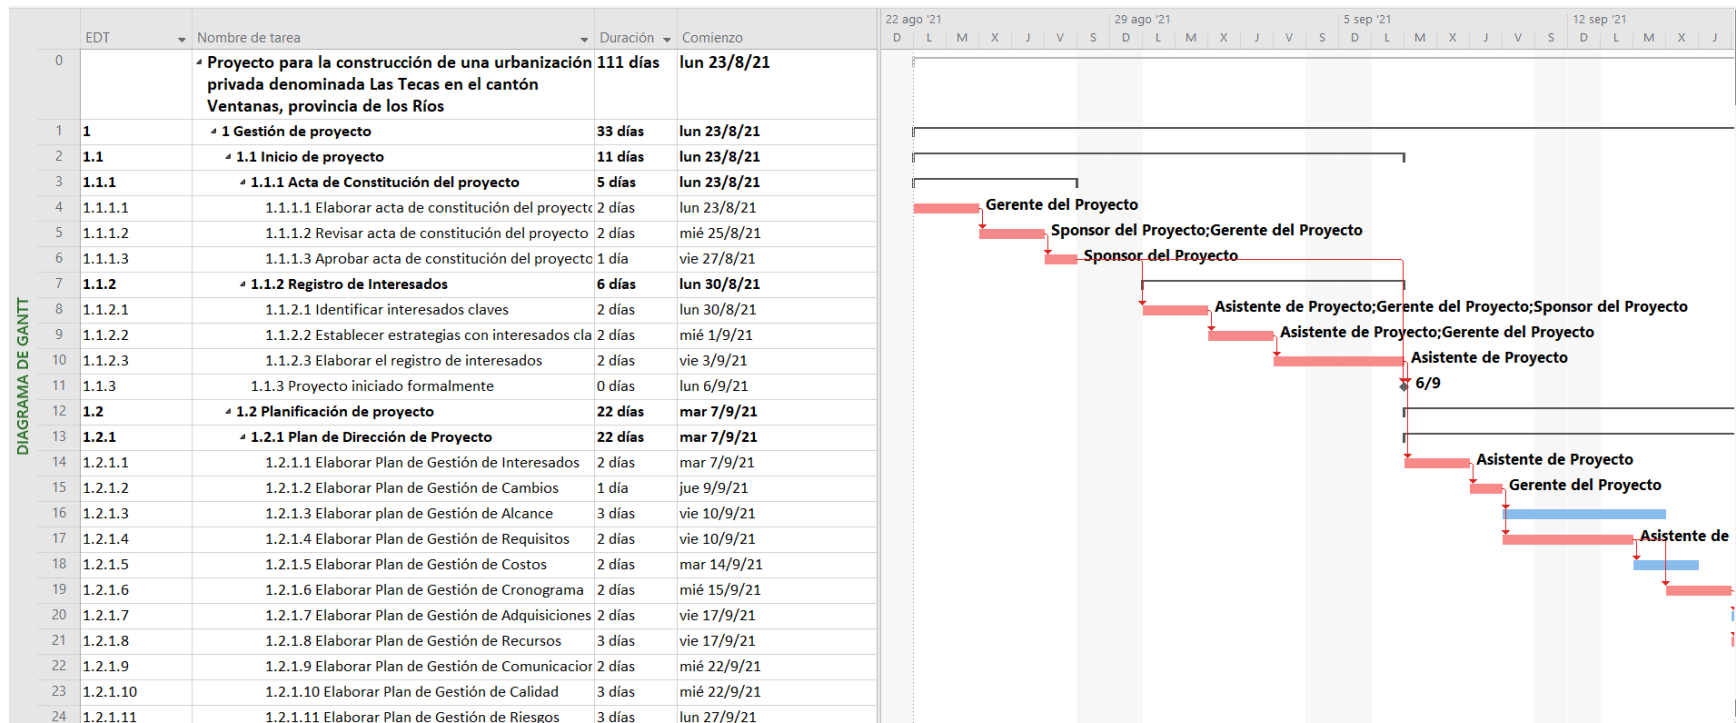 22 ago '21 29 ago '21 5 sep '21 12 sep '21
EDT Nombre de tarea Duración Comienzo D L M X J V S D L M X J V S D L M X J V S D L M X J
0 Proyecto para la construcción de una urbanización 111 días lun 23/8/21
privada denominada Las Tecas en el cantón
Ventanas, provincia de los Ríos
1 1 1 Gestión de proyecto 33 días lun 23/8/21
2 1.1 1.1 Inicio de proyecto 11 días lun 23/8/21
3 1.1.1 1.1.1 Acta de Constitución del proyecto 5 días lun 23/8/21
4 1.1.1.1 1.1.1.1 Elaborar acta de constitución del proyecto 2 días lun 23/8/21 Gerente del Proyecto
5 1.1.1.2 1.1.1.2 Revisar acta de constitución del proyecto 2 días mié 25/8/21 Sponsor del Proyecto;Gerente del Proyecto
6 1.1.1.3 1.1.1.3 Aprobar acta de constitución del proyecto 1 día vie 27/8/21 Sponsor del Proyecto
7 1.1.2 1.1.2 Registro de Interesados 6 días lun 30/8/21
8 1.1.2.1 1.1.2.1 Identificar interesados claves 2 días lun 30/8/21 Asistente de Proyecto;Gerente del Proyecto;Sponsor del Proyecto
9 1.1.2.2 1.1.2.2 Establecer estrategias con interesados cla 2 días mié 1/9/21 Asistente de Proyecto;Gerente del Proyecto
10 1.1.2.3 1.1.2.3 Elaborar el registro de interesados 2 días vie 3/9/21 Asistente de Proyecto
11 1.1.3 1.1.3 Proyecto iniciado formalmente 0 días lun 6/9/21 6/9
12 1.2 1.2 Planificación de proyecto 22 días mar 7/9/21
13 1.2.1 1.2.1 Plan de Dirección de Proyecto 22 días mar 7/9/21
14 1.2.1.1 1.2.1.1 Elaborar Plan de Gestión de Interesados 2 días mar 7/9/21 Asistente de Proyecto
15 1.2.1.2 1.2.1.2 Elaborar Plan de Gestión de Cambios 1 día jue 9/9/21 Gerente del Proyecto
16 1.2.1.3 1.2.1.3 Elaborar plan de Gestión de Alcance 3 días vie 10/9/21
17 1.2.1.4 1.2.1.4 Elaborar Plan de Gestión de Requisitos 2 días vie 10/9/21 Asistente de
18 1.2.1.5 1.2.1.5 Elaborar Plan de Gestión de Costos 2 días mar 14/9/21
19 1.2.1.6 1.2.1.6 Elaborar Plan de Gestión de Cronograma 2 días mié 15/9/21
20 1.2.1.7 1.2.1.7 Elaborar Plan de Gestión de Adquisiciones 2 días vie 17/9/21
21 1.2.1.8 1.2.1.8 Elaborar Plan de Gestión de Recursos 3 días vie 17/9/21
22 1.2.1.9 1.2.1.9 Elaborar Plan de Gestión de Comunicacion 2 días mié 22/9/21
23 1.2.1.10 1.2.1.10 Elaborar Plan de Gestión de Calidad 3 días mié 22/9/21
24 1.2.1.11 1.2.1.11 Elaborar Plan de Gestión de Riesgos 3 días lun 27/9/21
DIAGRAMA DE GANTT